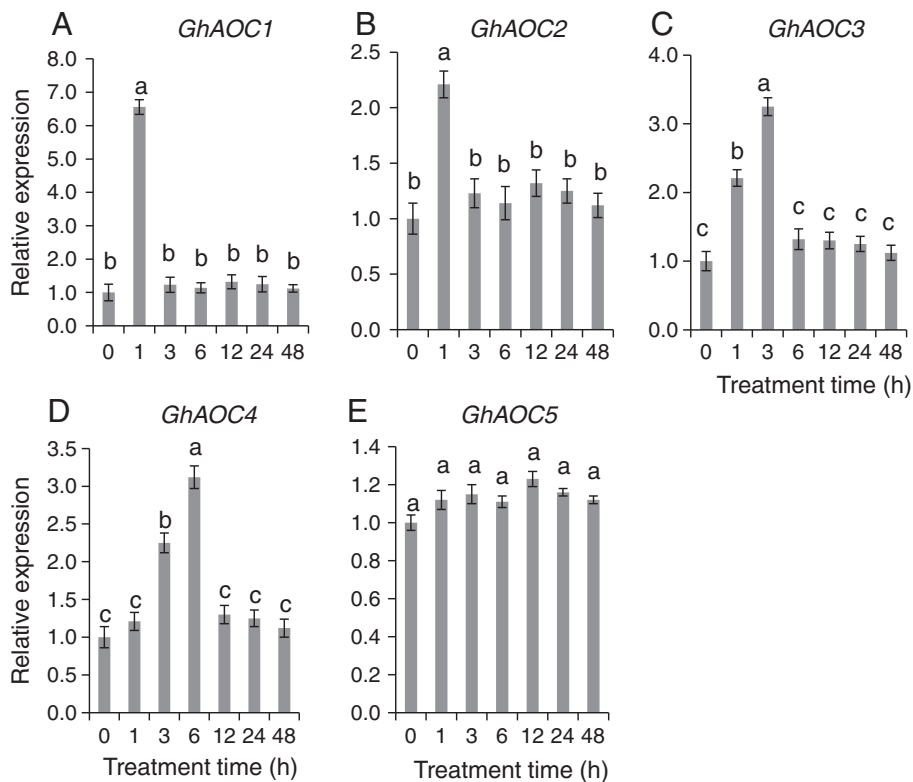 A GhAOC1
Relative expression
8.0
7.0
6.0
5.0
4.0
3.0
2.0
1.0
0.0
b a b b b b b
0 1 3 6 12 24 48
B GhAOC2
2.5
2.0
1.5
1.0
0.5
0.0
b a b b b b b
0 1 3 6 12 24 48
C GhAOC3
4.0
3.0
2.0
1.0
0.0
c b a c c c c
0 1 3 6 12 24 48
Treatment time (h)
D GhAOC4
Relative expression
3.5
3.0
2.5
2.0
1.5
1.0
0.5
0.0
c c b a c c c
0 1 3 6 12 24 48
Treatment time (h)
E GhAOC5
1.4
1.2
1.0
0.8
0.6
0.4
0.2
0.0
a a a a a a a
0 1 3 6 12 24 48
Treatment time (h)